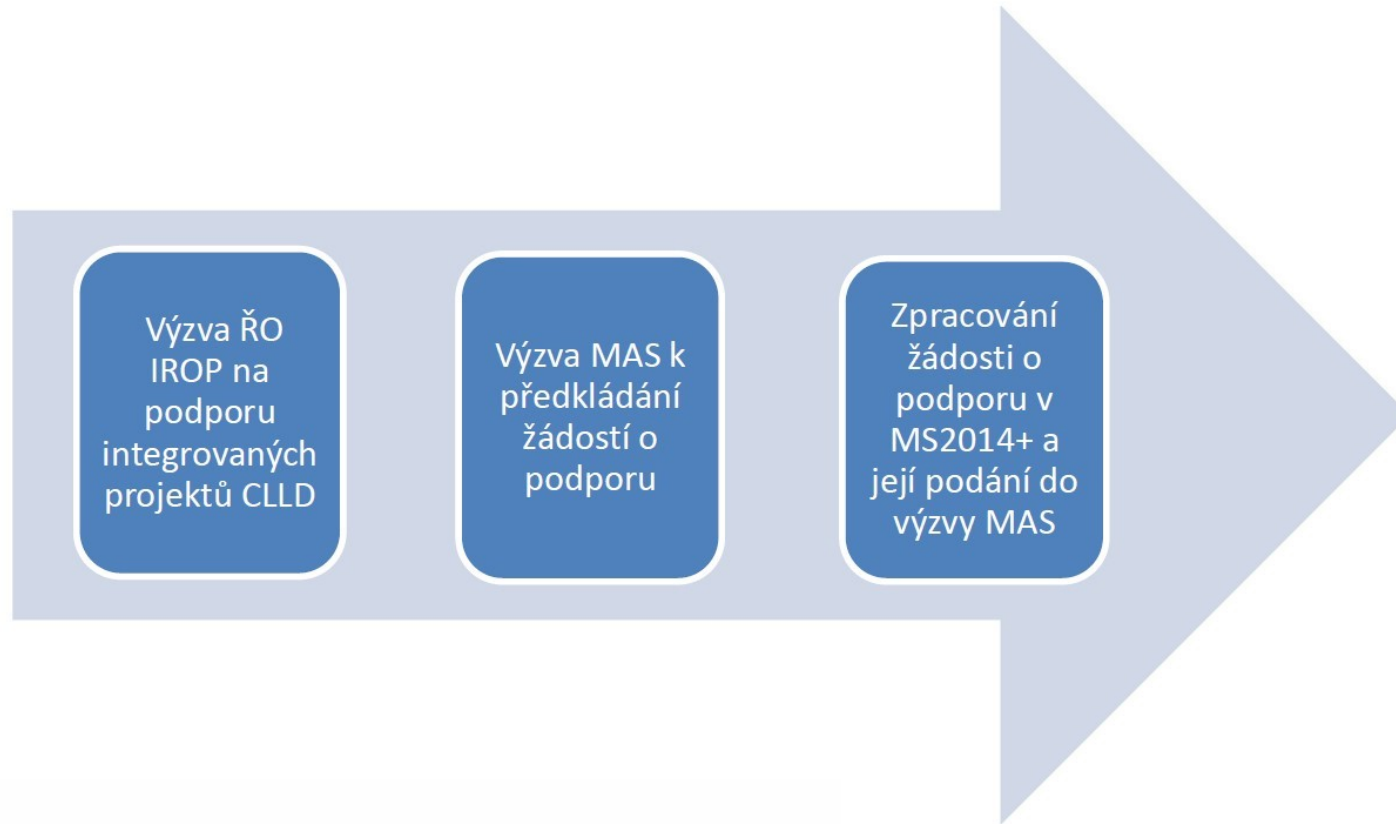 Výzva ŘO
IROP na
podporu
integrovaných
projektů CLLD
Výzva MAS k
předkládání
žádostí o
podporu
Zpracování
žádosti o
podporu v
MS2014+ a
její podání do
výzvy MAS